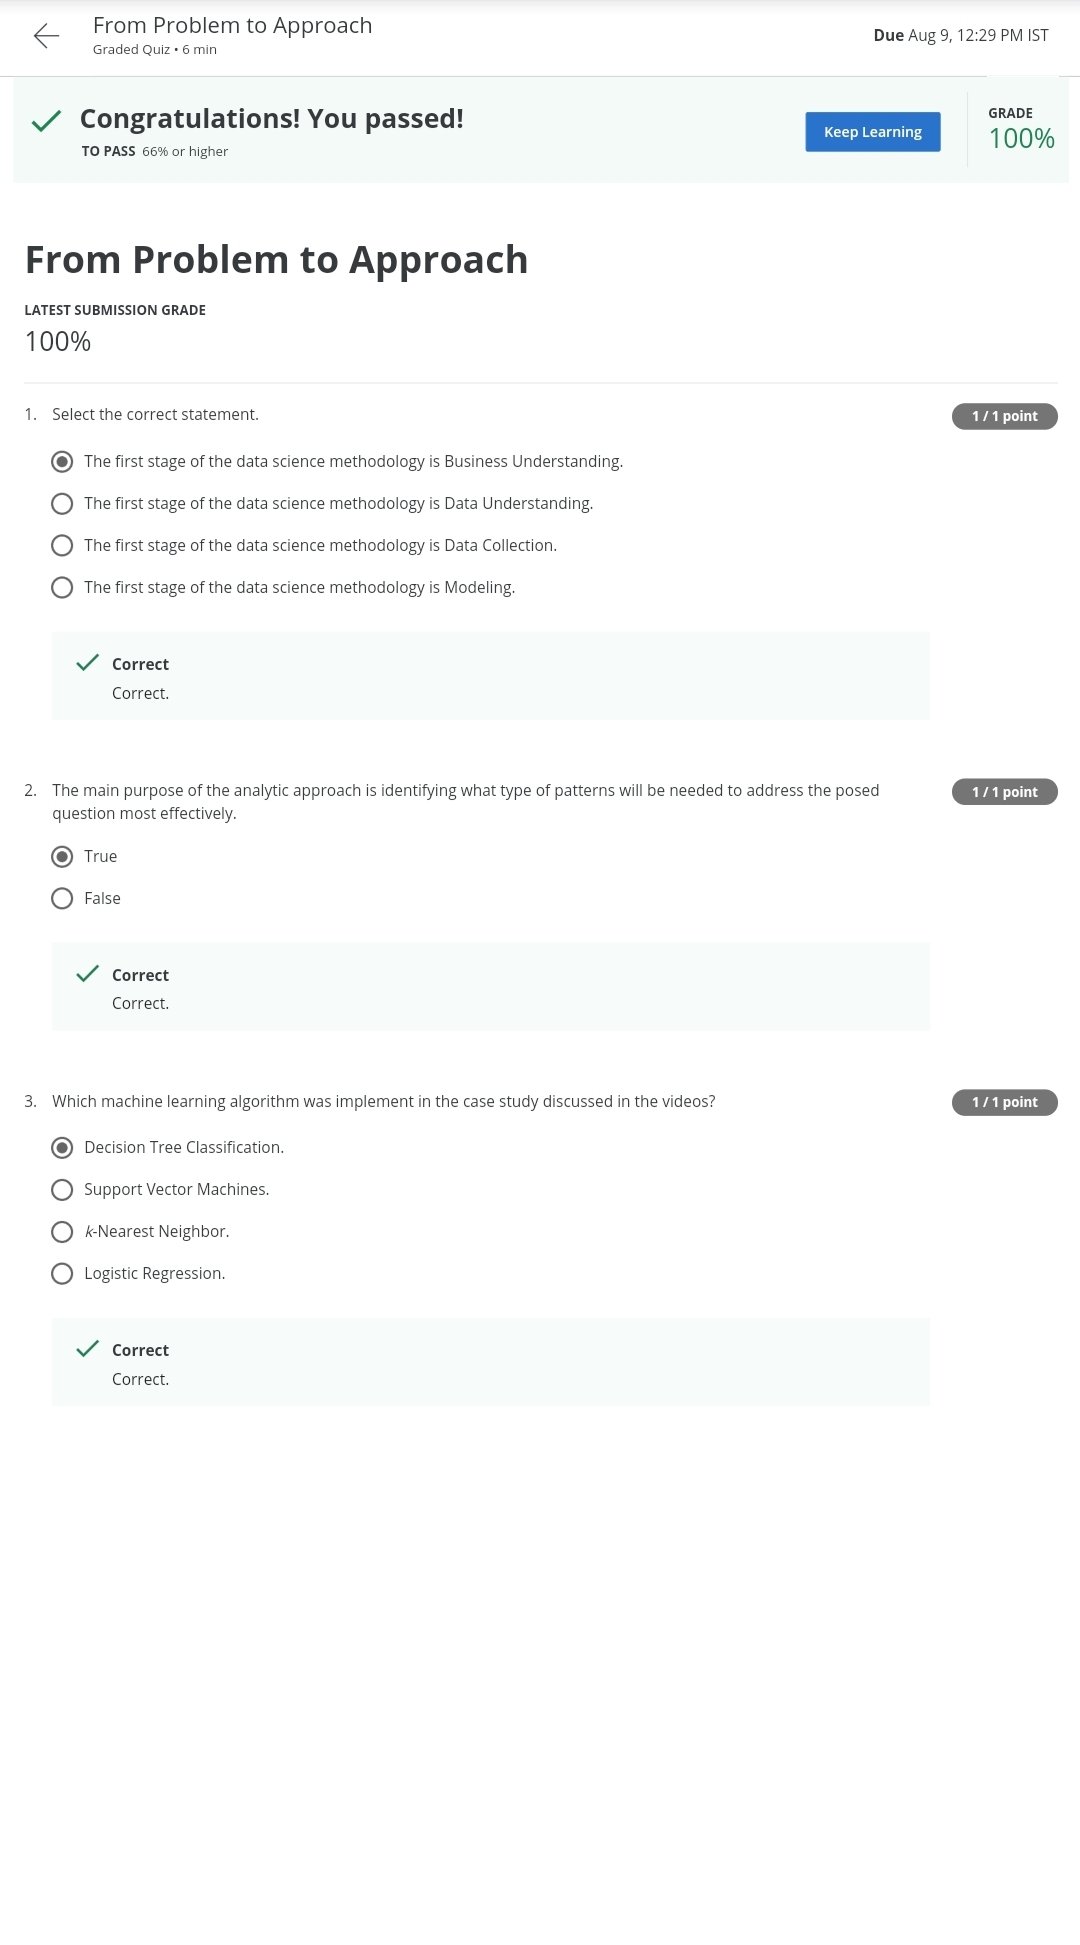 From Problem to Approach
Graded Quiz • 6 min
Due Aug 9, 12:29 PM IST
Congratulations! You passed!
TO PASS 66% or higher
Keep Learning
GRADE
100%
From Problem to Approach
LATEST SUBMISSION GRADE
100%
1. Select the correct statement.
1 / 1 point
The first stage of the data science methodology is Business Understanding.
The first stage of the data science methodology is Data Understanding.
The first stage of the data science methodology is Data Collection.
The first stage of the data science methodology is Modeling.
Correct
Correct.
2. The main purpose of the analytic approach is identifying what type of patterns will be needed to address the posed
question most effectively.
1 / 1 point
True
False
Correct
Correct.
3. Which machine learning algorithm was implement in the case study discussed in the videos?
1 / 1 point
Decision Tree Classification.
Support Vector Machines.
k-Nearest Neighbor.
Logistic Regression.
Correct
Correct.